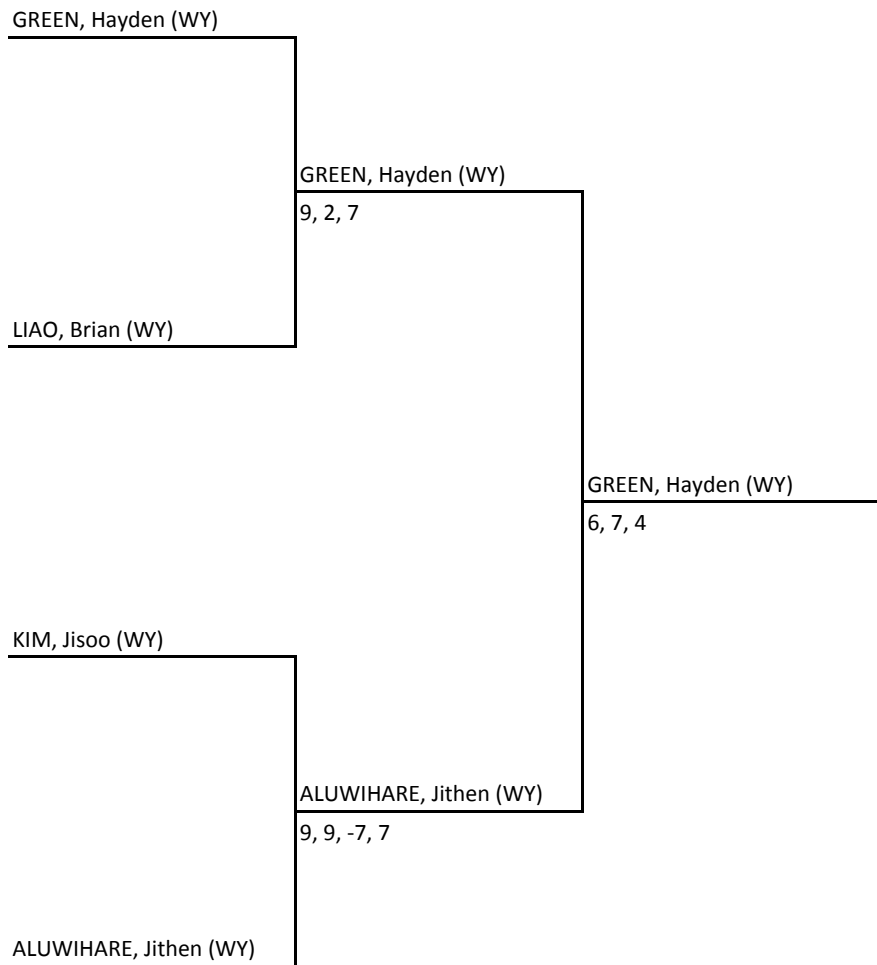 GREEN, Hayden (WY)
GREEN, Hayden (WY)
9, 2, 7
LIAO, Brian (WY)
GREEN, Hayden (WY)
6, 7, 4
KIM, Jisoo (WY)
ALUWIHARE, Jithen (WY)
9, 9, -7, 7
ALUWIHARE, Jithen (WY)